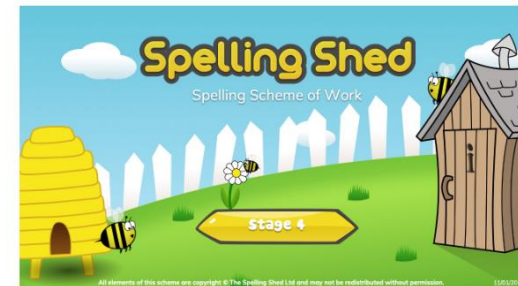 Spelling Shed
Spelling Scheme of Work
Stage 4
All elements of this scheme are copyright © The Spelling Shed Ltd and may not be redistributed without permission.